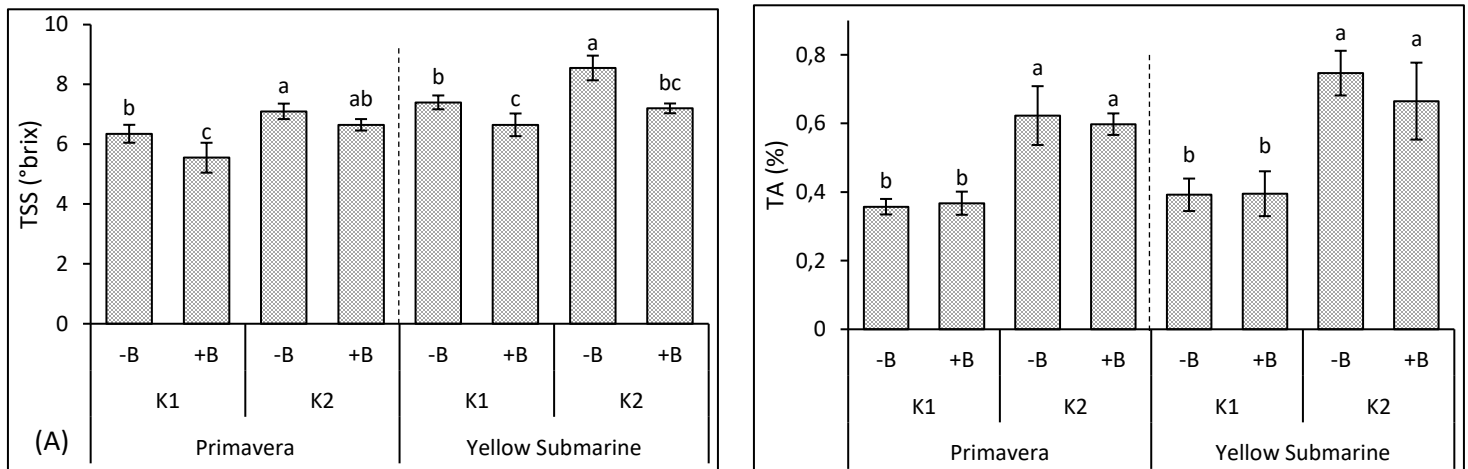 TSS (°brix)
10
8
6
4
2
0
b
c
a
ab
b
c
a
bc
-B
+B
-B
+B
-B
+B
-B
+B
K1
K2
K1
K2
(A)
Primavera
Yellow Submarine
TA (%)
0,8
0,6
0,4
0,2
0
b
b
a
a
b
b
a
a
-B
+B
-B
+B
-B
+B
-B
+B
K1
K2
K1
K2
Primavera
Yellow Submarine